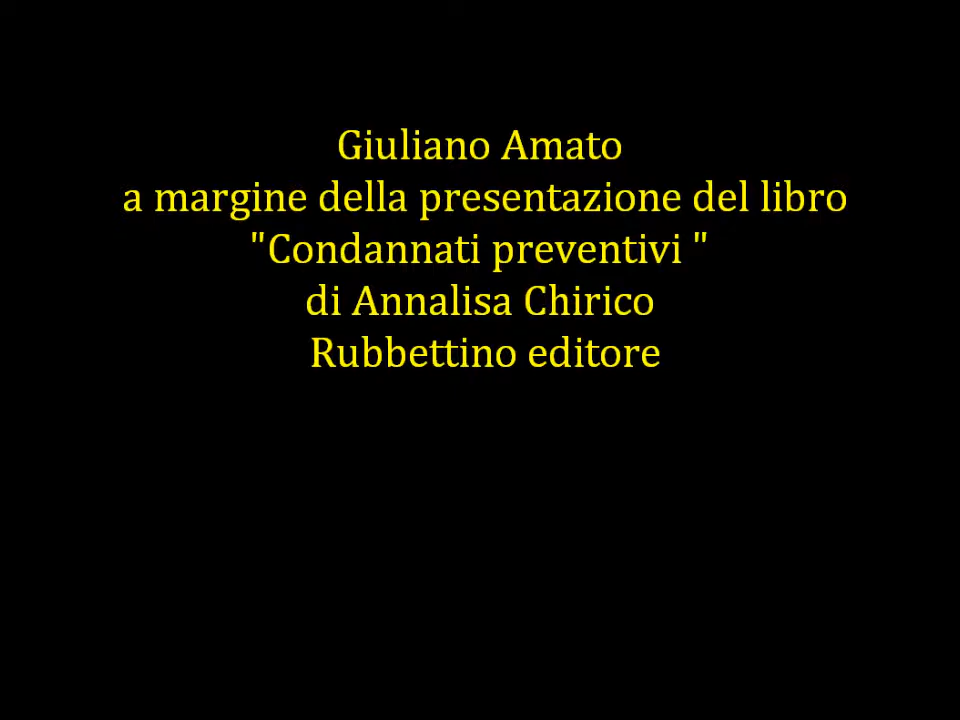 Giuliano Amato
a margine della presentazione del libro
"Condannati preventivi "
di Annalisa Chirico
Rubbettino editore